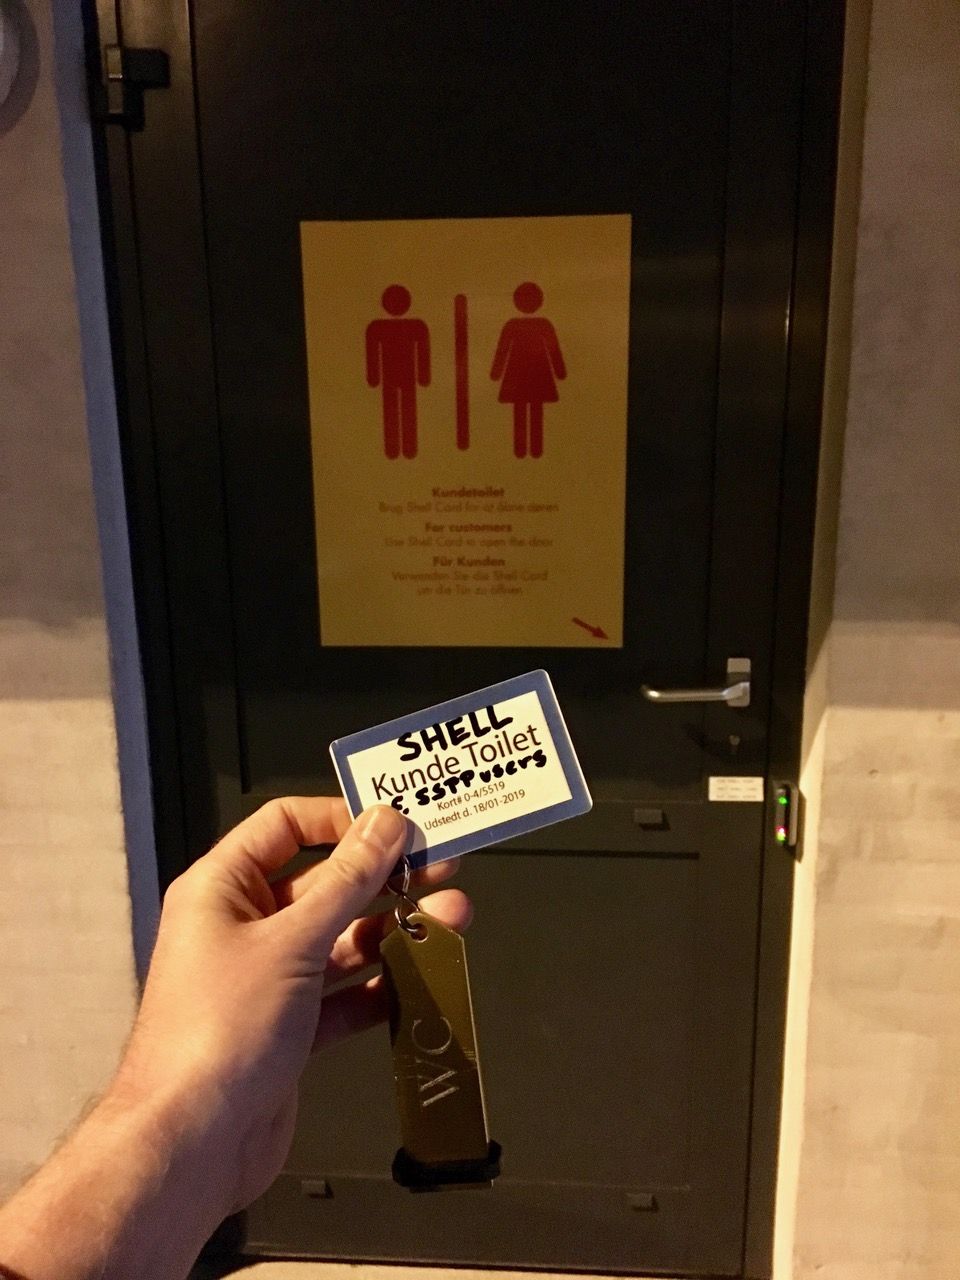 Kundetoilet
Brug Shell Card for at åbne døren
For customers
Use Shell Card to open the door
Für Kunden
Verwenden Sie die Shell Card
um die Tür zu öffnen
SHELL
Kunde Toilet
SSTP users
Kort# 0-4/5519
Udstedt d. 18/01-2019
WC